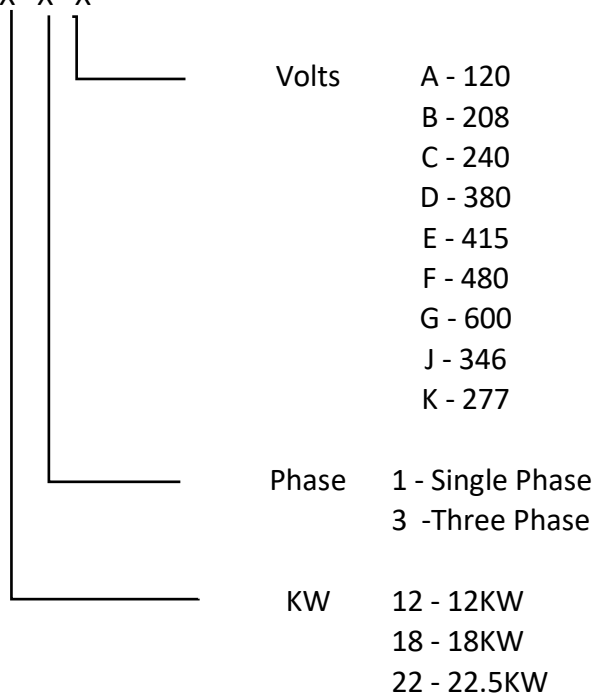 X X X
Volts A - 120
B - 208
C - 240
D - 380
E - 415
F - 480
G - 600
J - 346
K - 277
Phase 1 - Single Phase
3 -Three Phase
KW 12 - 12KW
18 - 18KW
22 - 22.5KW